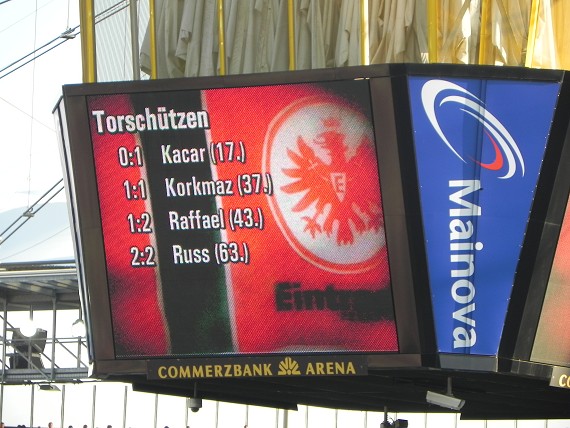 Torschützen
0:1 Kacar (17.)
1:1 Korkmaz (37.)
1:2 Raffael (43.)
2:2 Russ (63.)
E
COMMERZBANK ARENA
Mainova